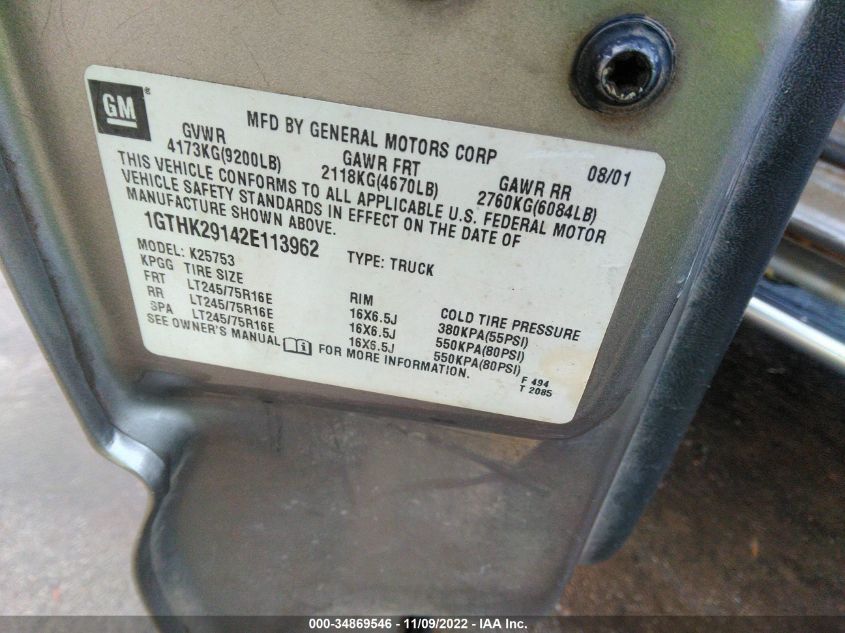 GM®
MFD BY GENERAL MOTORS CORP 08/01
GVWR GAWR FRT GAWR RR
4173KG(9200LB) 2118KG(4670LB) 2760KG(6084LB)
THIS VEHICLE CONFORMS TO ALL APPLICABLE U.S. FEDERAL MOTOR
VEHICLE SAFETY STANDARDS IN EFFECT ON THE DATE OF
MANUFACTURE SHOWN ABOVE.
1GTHK29142E113962 TYPE: TRUCK
MODEL: K25753
KPGG TIRE SIZE RIM COLD TIRE PRESSURE
FRT LT245/75R16E 16X6.5J 380KPA(55PSI)
RR LT245/75R16E 16X6.5J 550KPA(80PSI)
SPA LT245/75R16E 16X6.5J 550KPA(80PSI)
SEE OWNER'S MANUAL FOR MORE INFORMATION.
F 494
T 2085
000-34869546 - 11/09/2022 - IAA Inc.